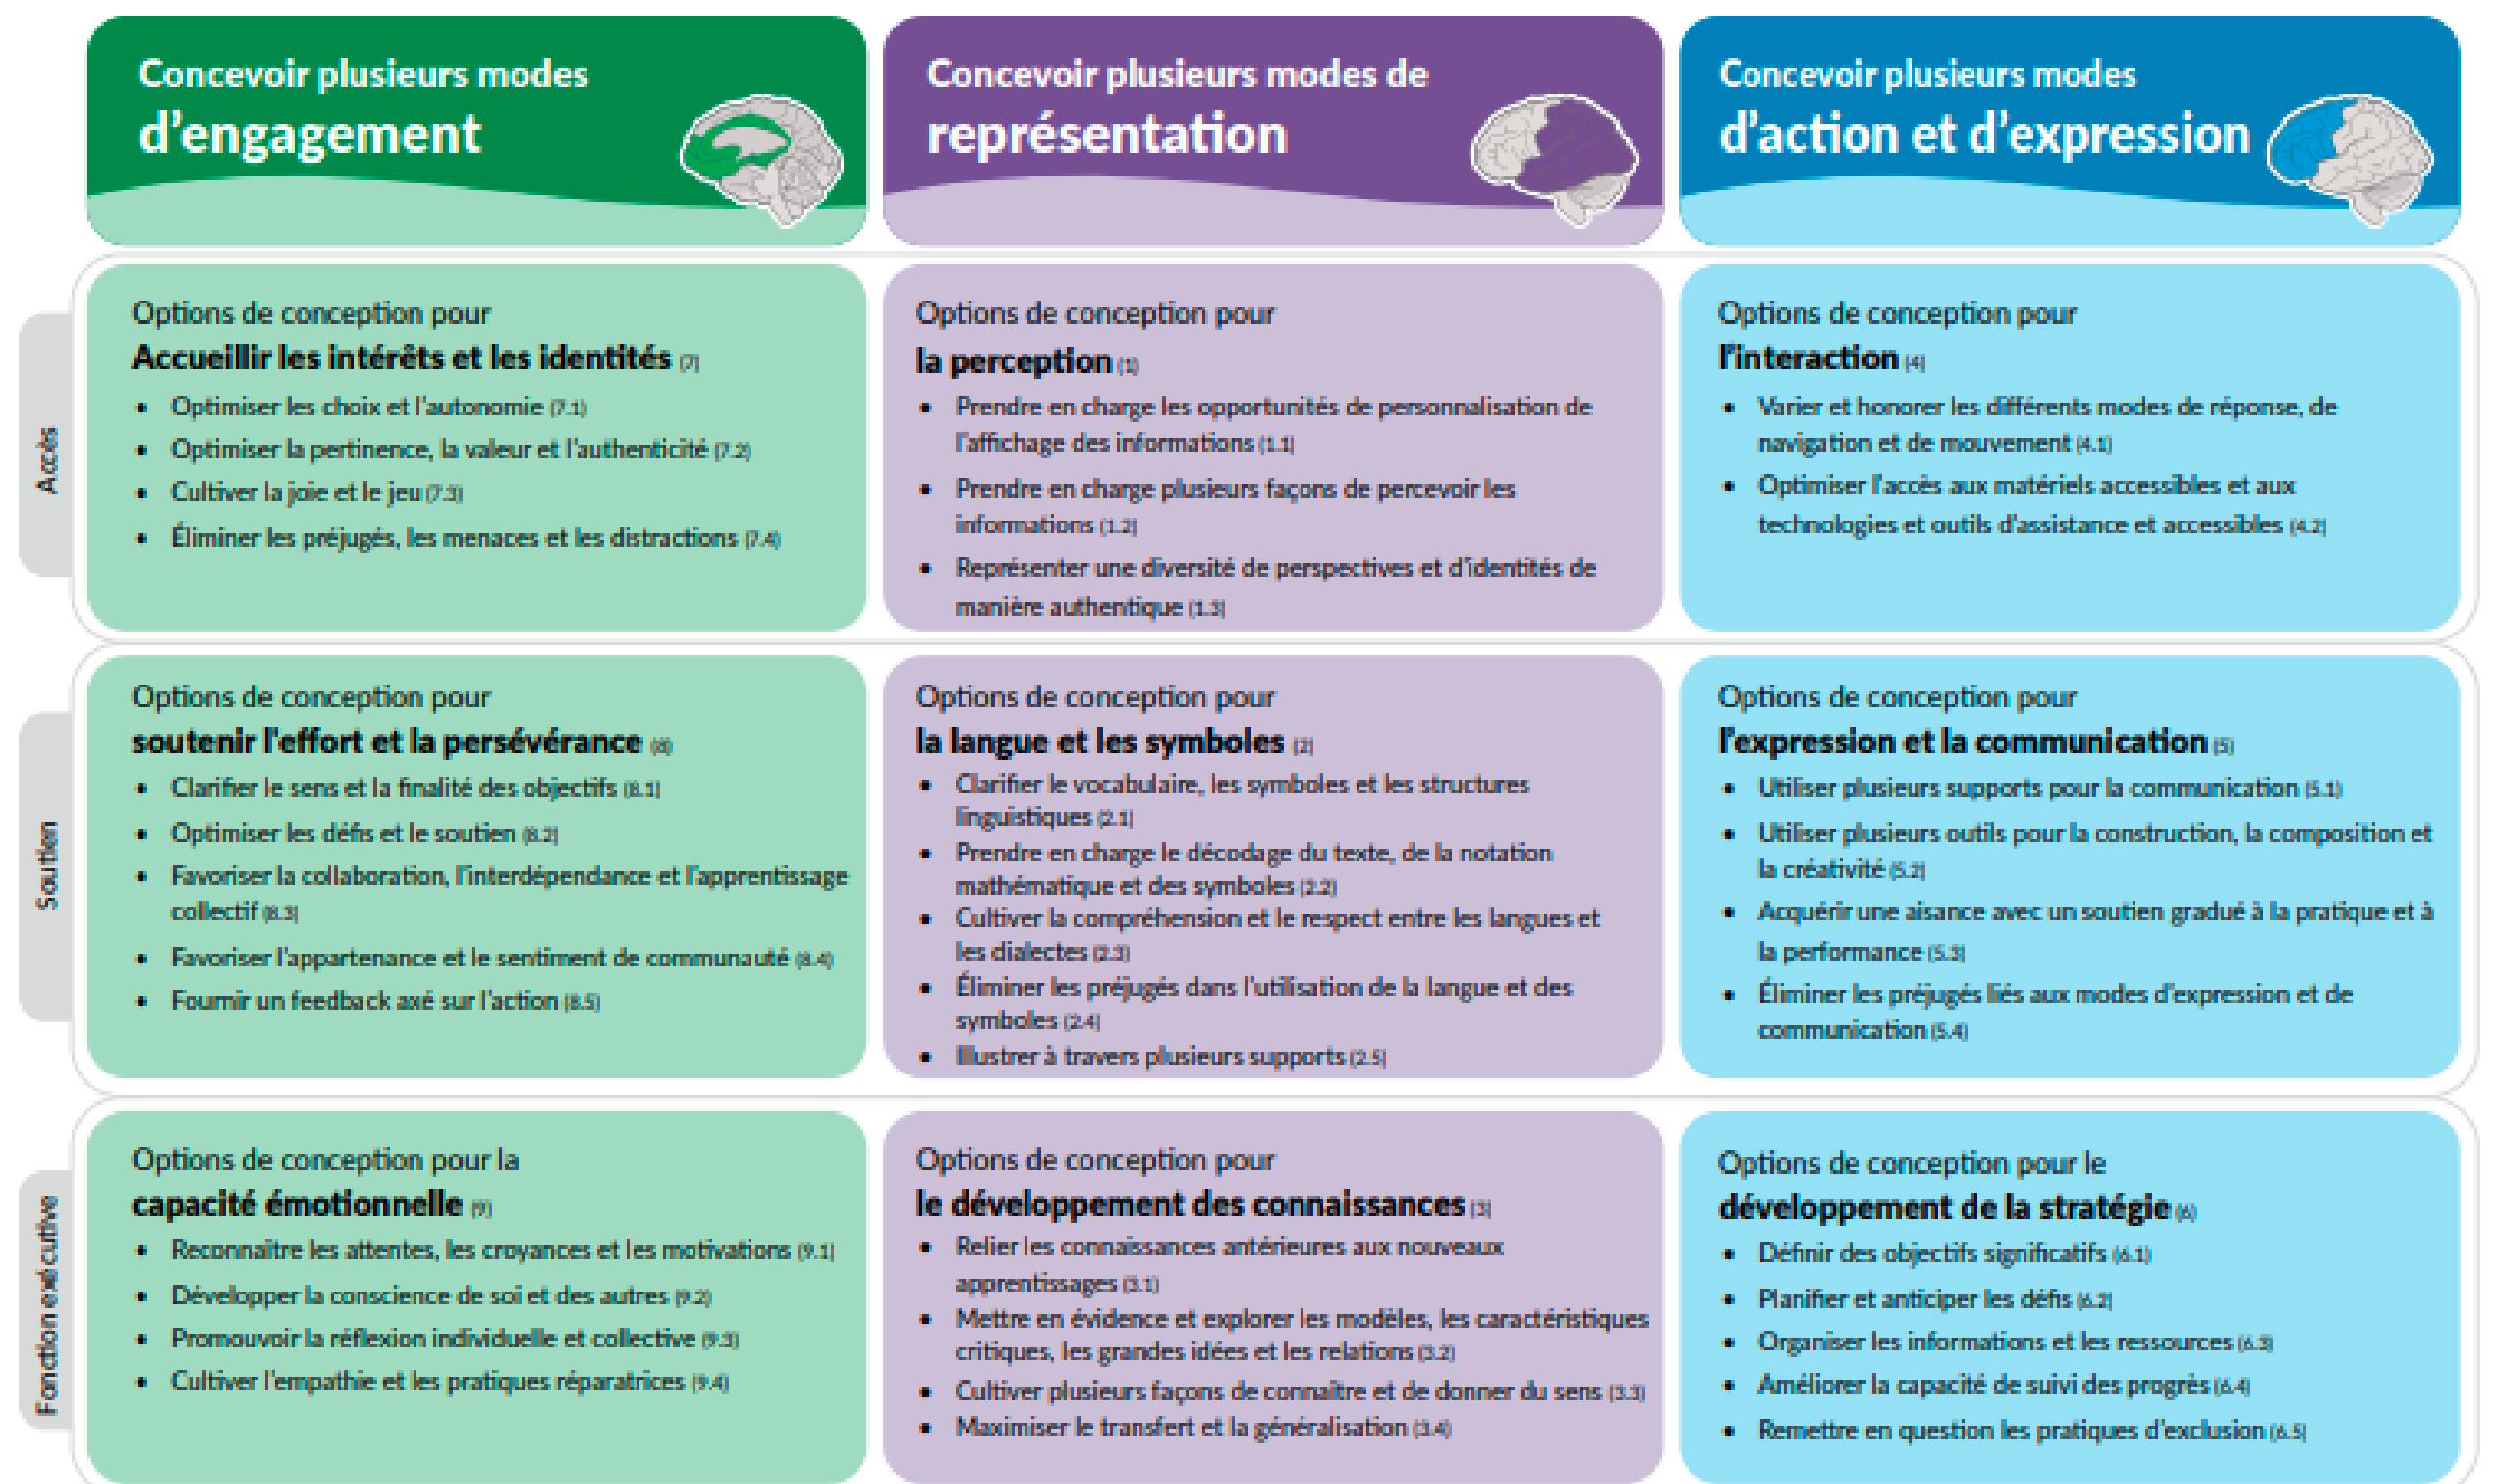 Concevoir plusieurs modes
d'engagement
Concevoir plusieurs modes de
représentation
Concevoir plusieurs modes
d'action et d'expression
Accès
Options de conception pour
Accueillir les intérêts et les identités (7)
• Optimiser les choix et l'autonomie (7.1)
• Optimiser la pertinence, la valeur et l'authenticité (7.2)
• Cultiver la joie et le jeu (7.3)
• Éliminer les préjugés, les menaces et les distractions (7.4)
Options de conception pour
la perception (1)
• Prendre en charge les opportunités de personnalisation de
l'affichage des informations (1.1)
• Prendre en charge plusieurs façons de percevoir les
informations (1.2)
• Représenter une diversité de perspectives et d'identités de
manière authentique (1.3)
Options de conception pour
l'interaction (4)
• Varier et honorer les différents modes de réponse, de
navigation et de mouvement (4.1)
• Optimiser l'accès aux matériels accessibles et aux
technologies et outils d'assistance et accessibles (4.2)
Soutien
Options de conception pour
soutenir l'effort et la persévérance (8)
• Clarifier le sens et la finalité des objectifs (8.1)
• Optimiser les défis et le soutien (8.2)
• Favoriser la collaboration, l'interdépendance et l'apprentissage
collectif (8.3)
• Favoriser l'appartenance et le sentiment de communauté (8.4)
• Fournir un feedback axé sur l'action (8.5)
Options de conception pour
la langue et les symboles (2)
• Clarifier le vocabulaire, les symboles et les structures
linguistiques (2.1)
• Prendre en charge le décodage du texte, de la notation
mathématique et des symboles (2.2)
• Cultiver la compréhension et le respect entre les langues et
les dialectes (2.3)
• Éliminer les préjugés dans l'utilisation de la langue et des
symboles (2.4)
• Illustrer à travers plusieurs supports (2.5)
Options de conception pour
l'expression et la communication (5)
• Utiliser plusieurs supports pour la communication (5.1)
• Utiliser plusieurs outils pour la construction, la composition et
la créativité (5.2)
• Acquérir une aisance avec un soutien gradué à la pratique et à
la performance (5.3)
• Éliminer les préjugés liés aux modes d'expression et de
communication (5.4)
Fonction exécutive
Options de conception pour la
capacité émotionnelle (9)
• Reconnaître les attentes, les croyances et les motivations (9.1)
• Développer la conscience de soi et des autres (9.2)
• Promouvoir la réflexion individuelle et collective (9.3)
• Cultiver l'empathie et les pratiques réparatrices (9.4)
Options de conception pour
le développement des connaissances (3)
• Relier les connaissances antérieures aux nouveaux
apprentissages (3.1)
• Mettre en évidence et explorer les modèles, les caractéristiques
critiques, les grandes idées et les relations (3.2)
• Cultiver plusieurs façons de connaître et de donner du sens (3.3)
• Maximiser le transfert et la généralisation (3.4)
Options de conception pour le
développement de la stratégie (6)
• Définir des objectifs significatifs (6.1)
• Planifier et anticiper les défis (6.2)
• Organiser les informations et les ressources (6.3)
• Améliorer la capacité de suivi des progrès (6.4)
• Remettre en question les pratiques d'exclusion (6.5)